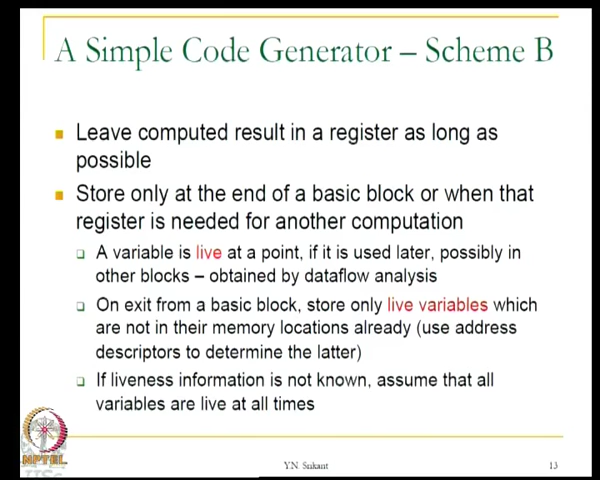 A Simple Code Generator – Scheme B
Leave computed result in a register as long as
possible
Store only at the end of a basic block or when that
register is needed for another computation
A variable is live at a point, if it is used later, possibly in
other blocks – obtained by dataflow analysis
On exit from a basic block, store only live variables which
are not in their memory locations already (use address
descriptors to determine the latter)
If liveness information is not known, assume that all
variables are live at all times
NPTEL
Y.N. Srikant
13